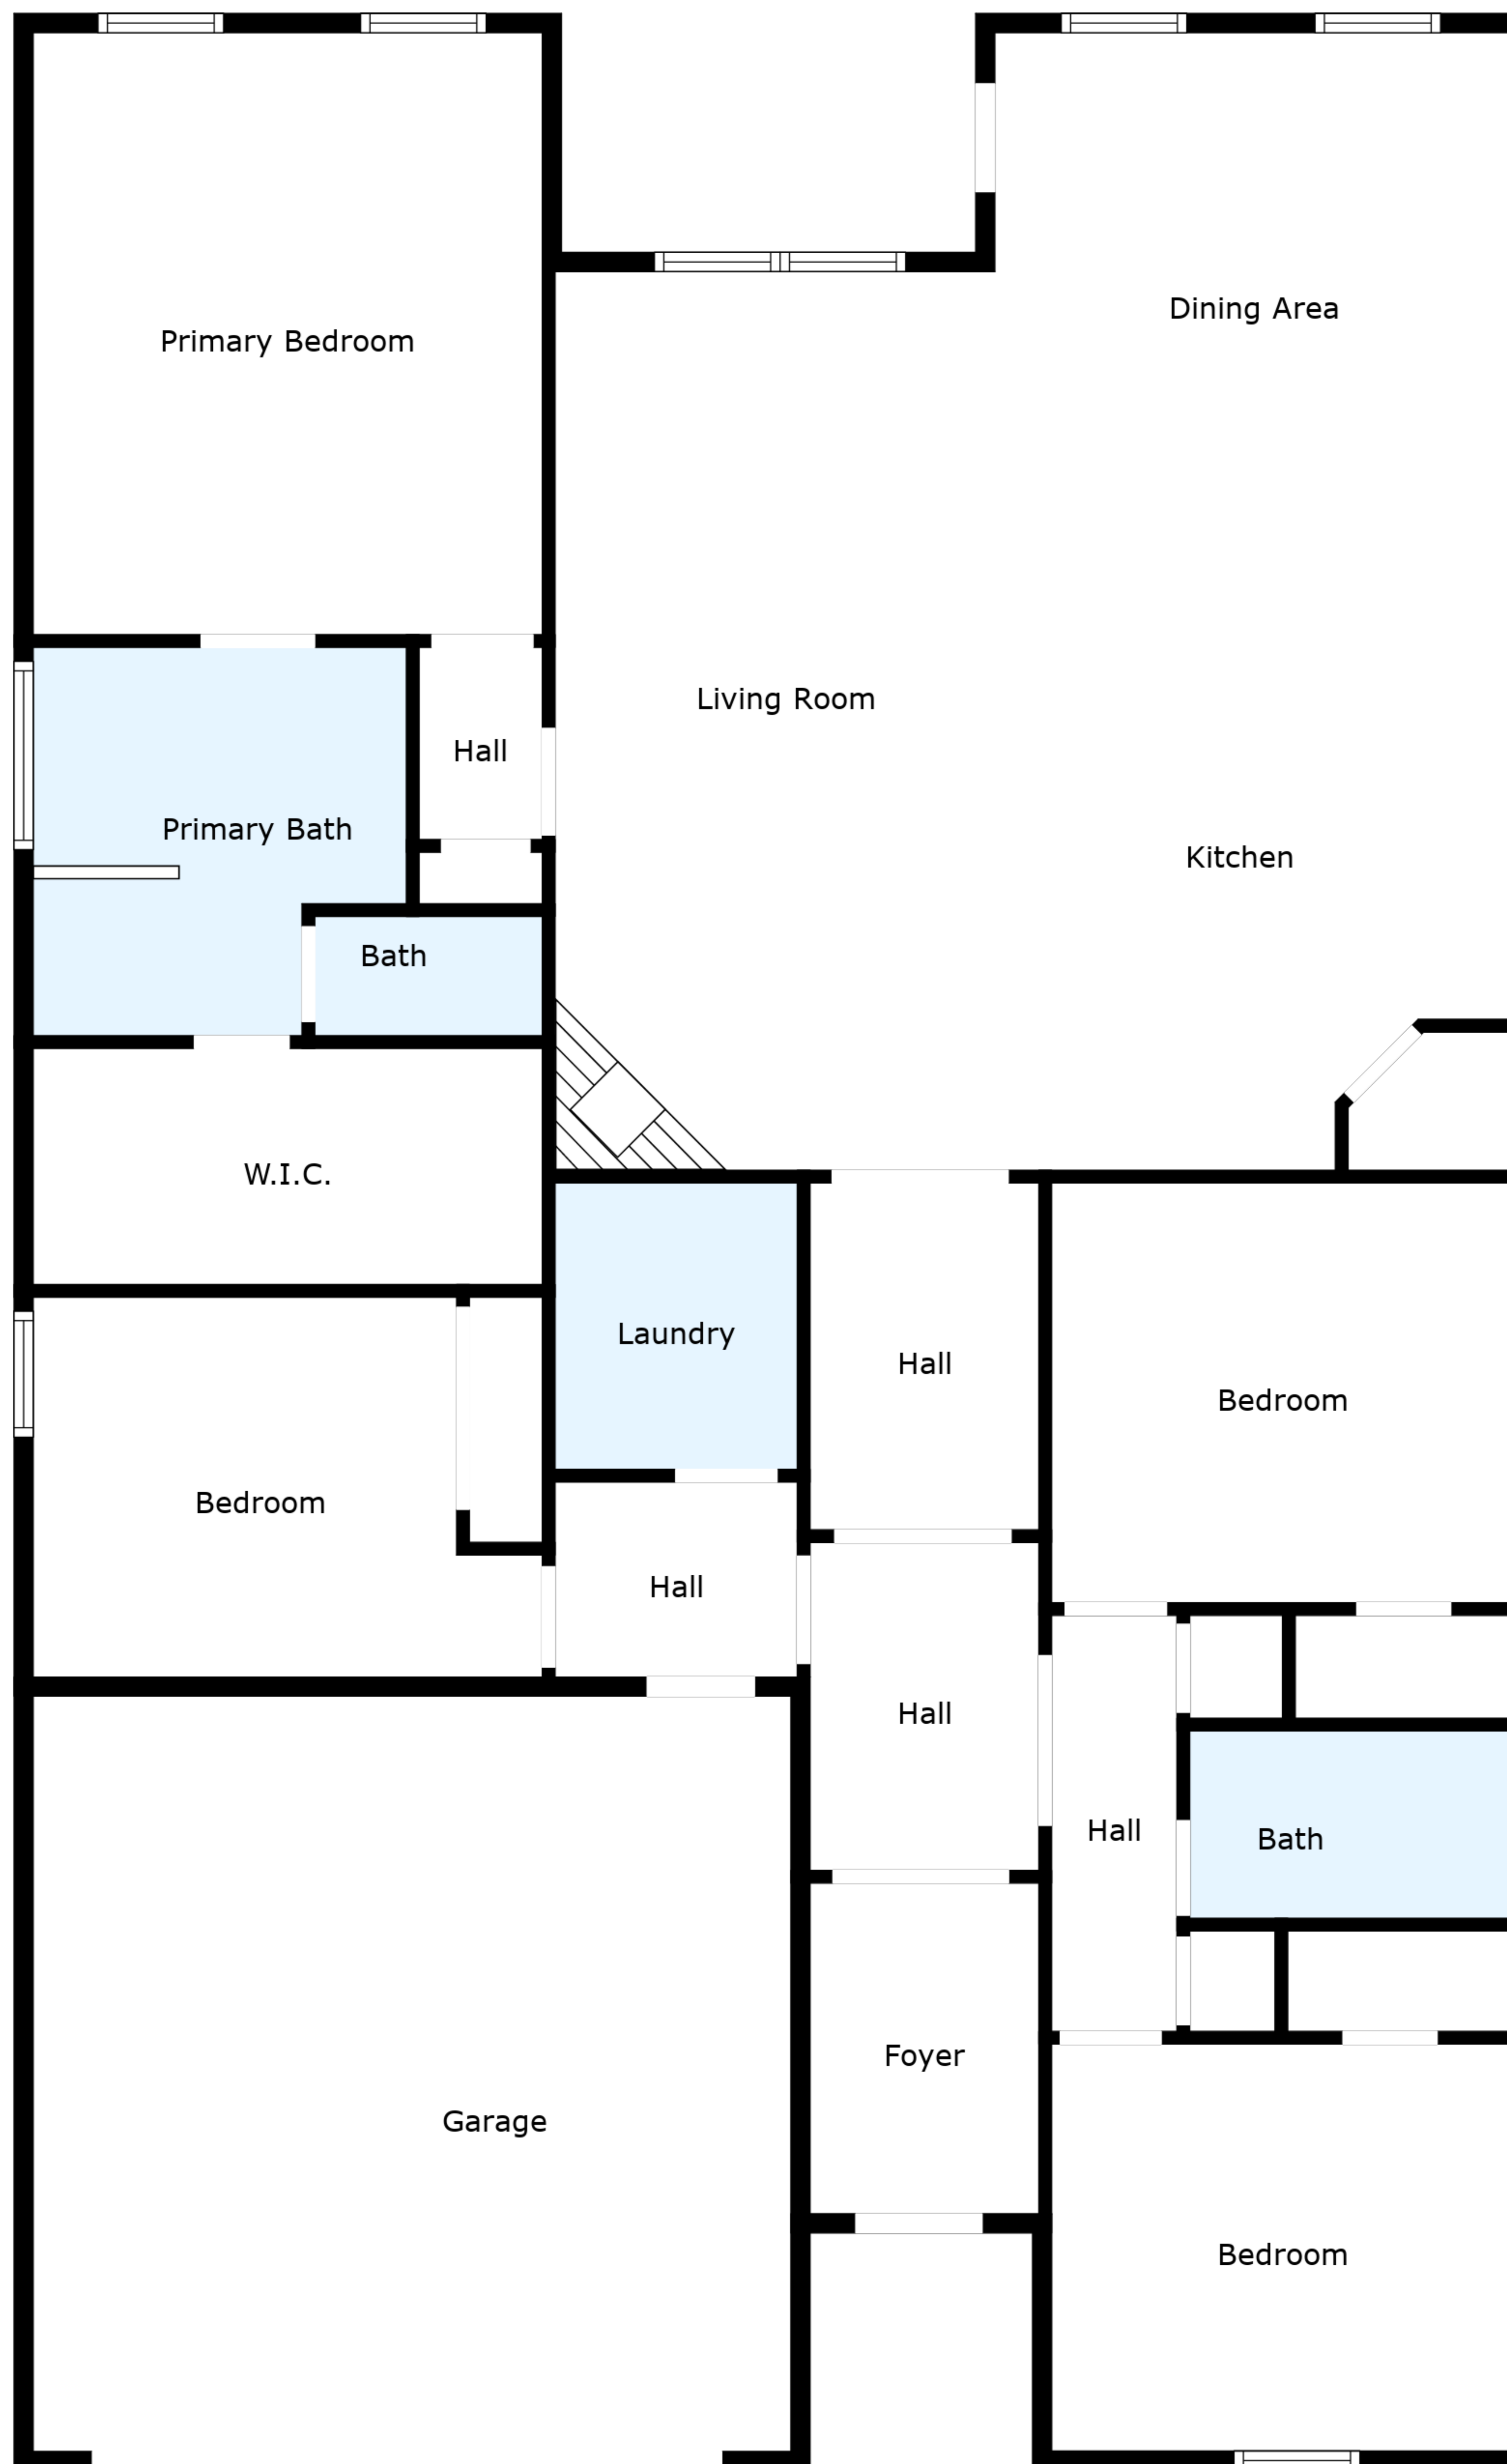 Dining Area
Primary Bedroom
Living Room
Hall
Primary Bath
Kitchen
Bath
W.I.C.
Laundry
Hall
Bedroom
Bedroom
Hall
Hall
Hall
Bath
Foyer
Garage
Bedroom